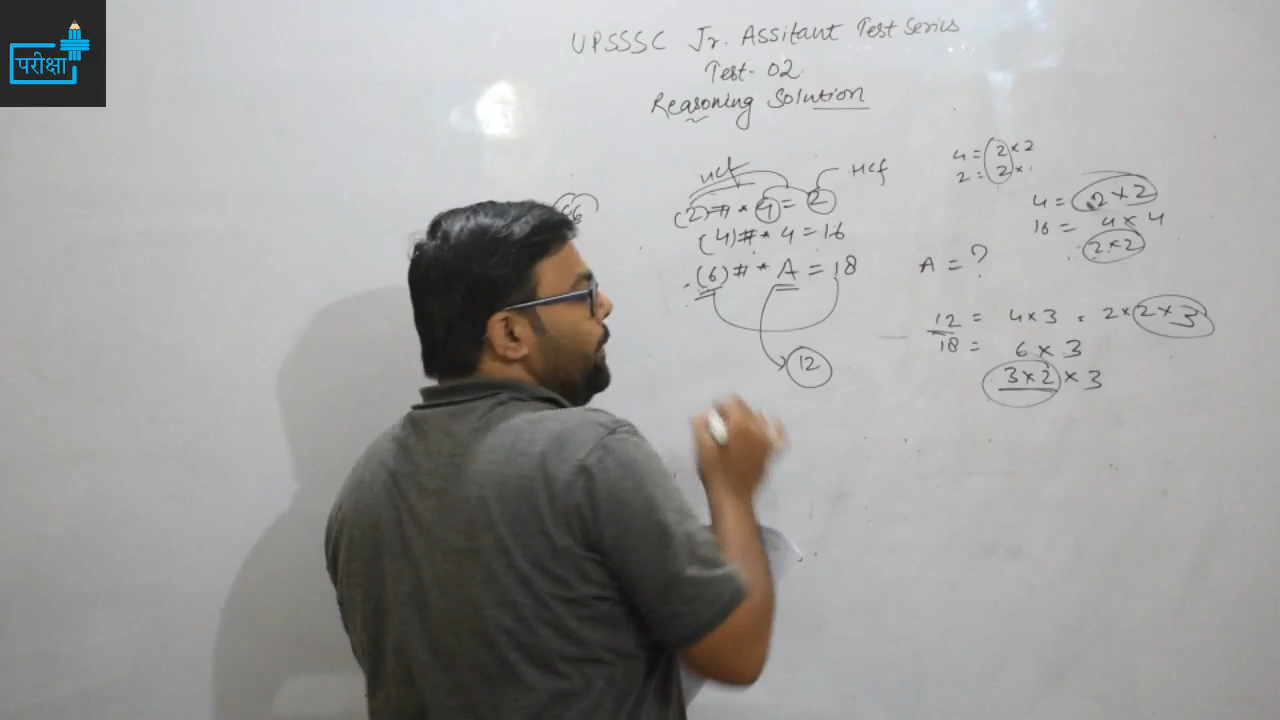 परीक्षा
UPSSSC Jr. Assitant Test Series
Test- 02.
Reasoning Solution
HCf
HCf
(2)# * 4 = 2
(4)# * 4 = 16
(6)# * A = 18
12
4 = 2 × 2
2 = 2 ×
4 = 2 × 2
16 = 4 × 4
2 × 2
A = ?
12 = 4 × 3 = 2 × 2 × 3
18 = 6 × 3
3 × 2 × 3